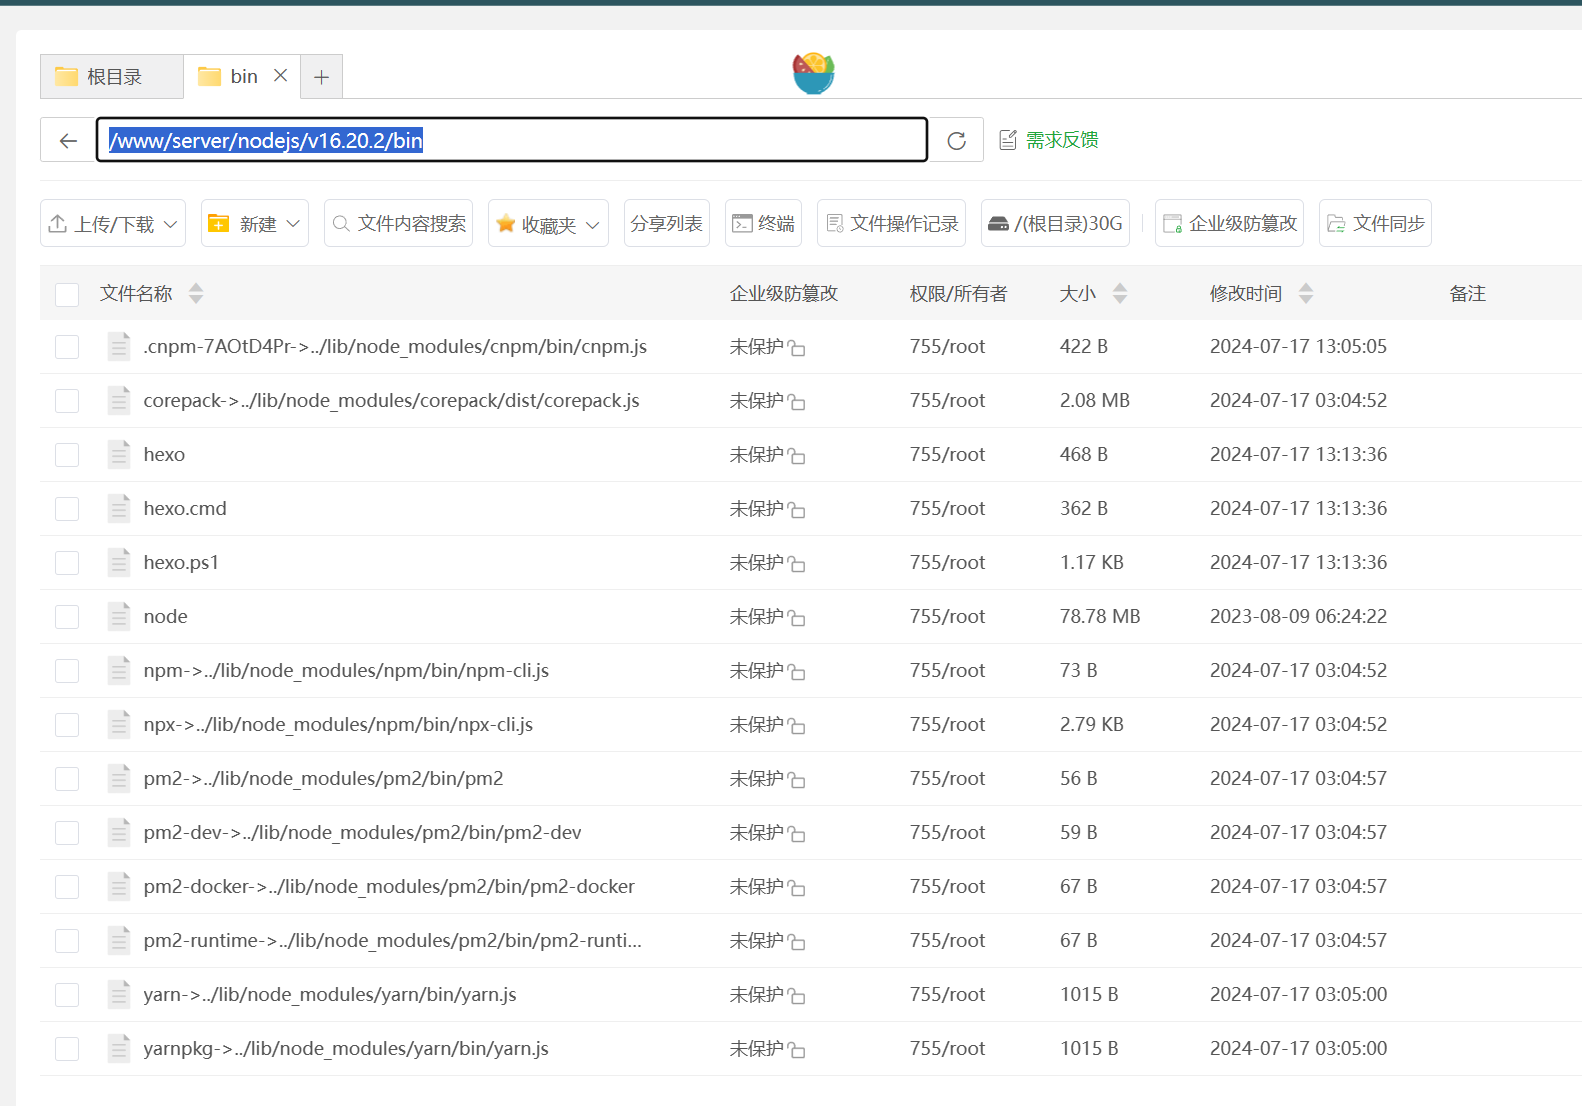 根目录 bin
/www/server/nodejs/v16.20.2/bin 需求反馈
上传/下载 新建 文件内容搜索 收藏夹 分享列表 终端 文件操作记录 /(根目录)30G 企业级防篡改 文件同步
文件名称 企业级防篡改 权限/所有者 大小 修改时间 备注
.cnpm-7AOtD4Pr->../lib/node_modules/cnpm/bin/cnpm.js 未保护 755/root 422 B 2024-07-17 13:05:05
corepack->../lib/node_modules/corepack/dist/corepack.js 未保护 755/root 2.08 MB 2024-07-17 03:04:52
hexo 未保护 755/root 468 B 2024-07-17 13:13:36
hexo.cmd 未保护 755/root 362 B 2024-07-17 13:13:36
hexo.ps1 未保护 755/root 1.17 KB 2024-07-17 13:13:36
node 未保护 755/root 78.78 MB 2023-08-09 06:24:22
npm->../lib/node_modules/npm/bin/npm-cli.js 未保护 755/root 73 B 2024-07-17 03:04:52
npx->../lib/node_modules/npm/bin/npx-cli.js 未保护 755/root 2.79 KB 2024-07-17 03:04:52
pm2->../lib/node_modules/pm2/bin/pm2 未保护 755/root 56 B 2024-07-17 03:04:57
pm2-dev->../lib/node_modules/pm2/bin/pm2-dev 未保护 755/root 59 B 2024-07-17 03:04:57
pm2-docker->../lib/node_modules/pm2/bin/pm2-docker 未保护 755/root 67 B 2024-07-17 03:04:57
pm2-runtime->../lib/node_modules/pm2/bin/pm2-runti... 未保护 755/root 67 B 2024-07-17 03:04:57
yarn->../lib/node_modules/yarn/bin/yarn.js 未保护 755/root 1015 B 2024-07-17 03:05:00
yarnpkg->../lib/node_modules/yarn/bin/yarn.js 未保护 755/root 1015 B 2024-07-17 03:05:00